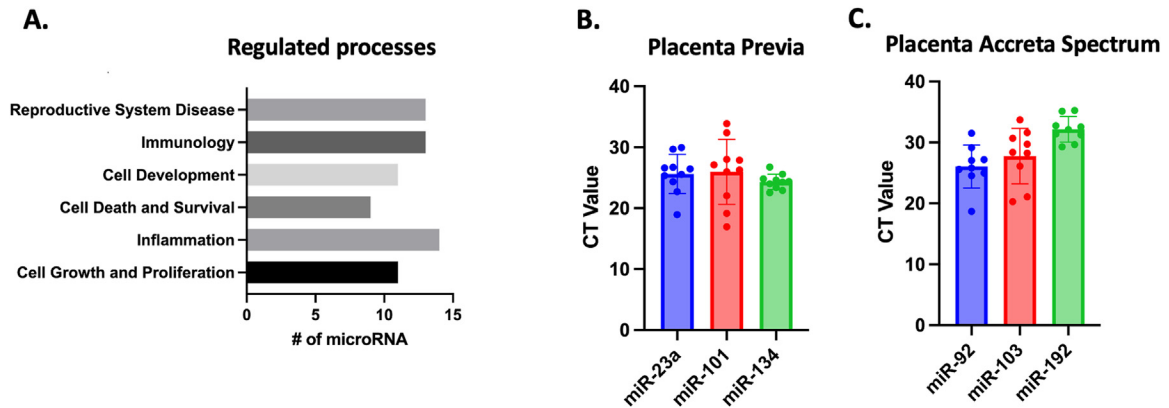 A.
Regulated processes
Reproductive System Disease
Immunology
Cell Development
Cell Death and Survival
Inflammation
Cell Growth and Proliferation
0 5 10 15
# of microRNA
B.
Placenta Previa
CT Value
40
30
20
10
0
miR-23a
miR-101
miR-134
C.
Placenta Accreta Spectrum
CT Value
40
30
20
10
0
miR-92
miR-103
miR-192